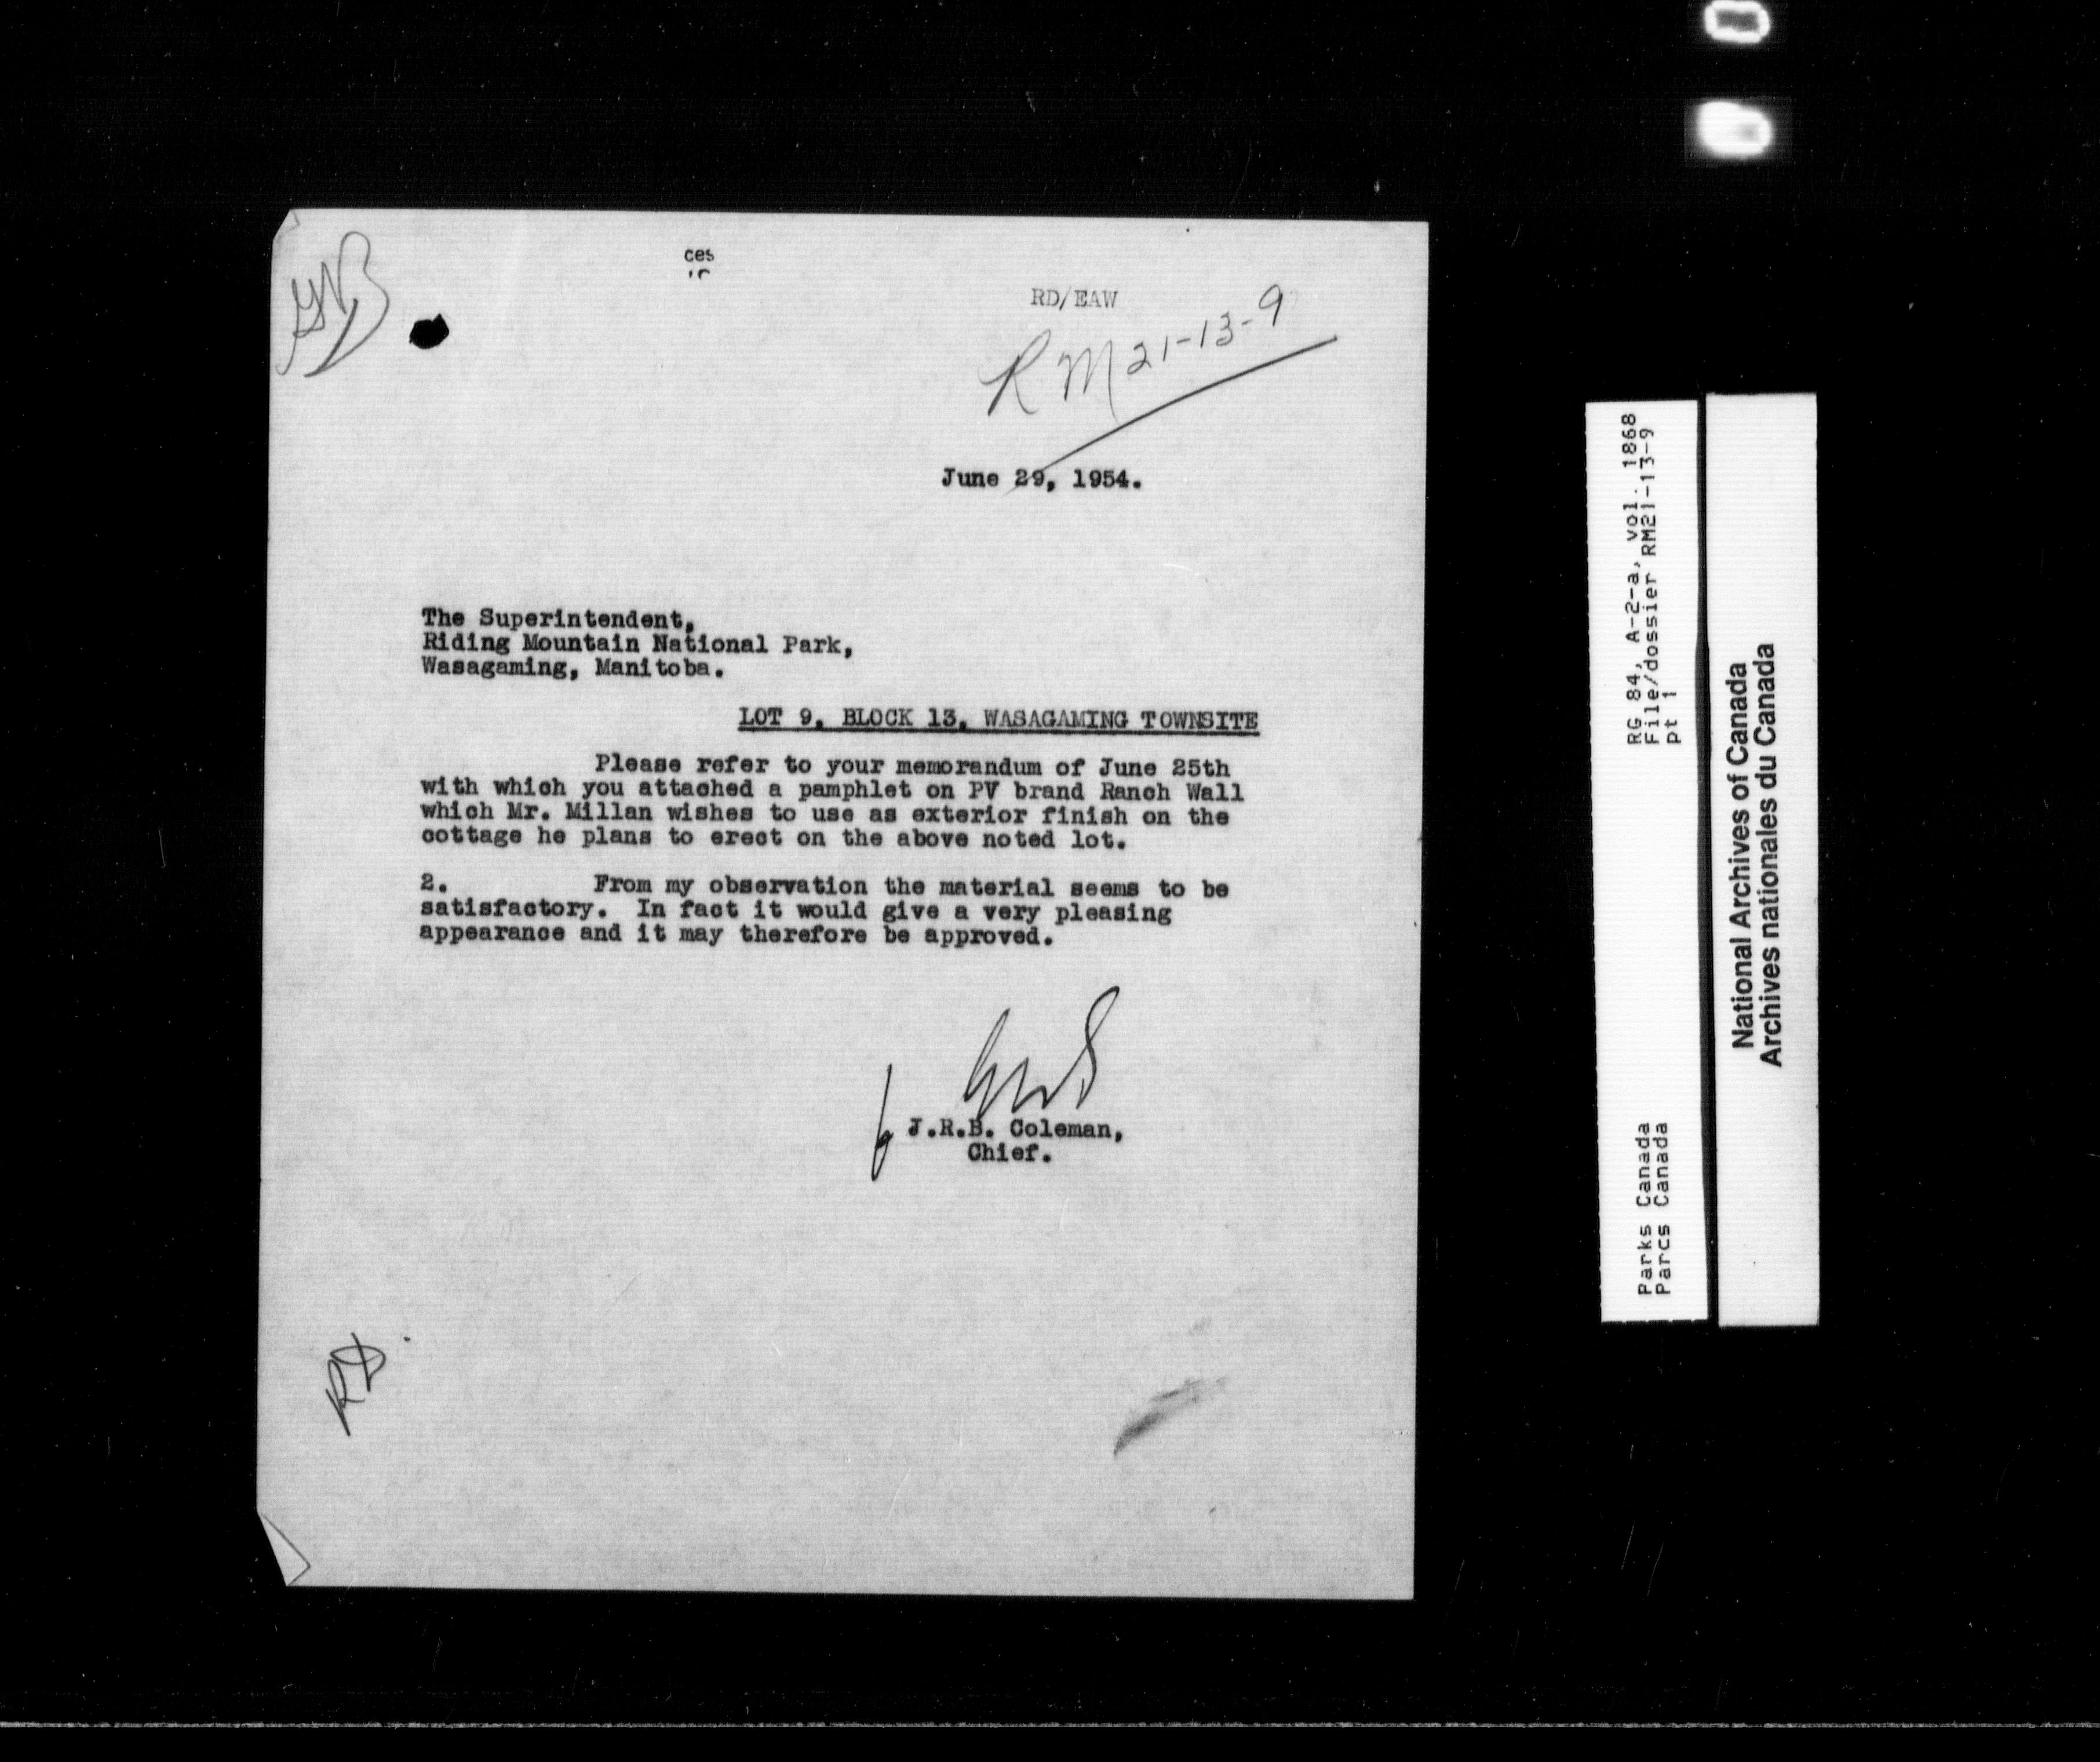 ces
RD/EAW
RM 21-13-9
June 29, 1954.
The Superintendent,
Riding Mountain National Park,
Wasagaming, Manitoba.
LOT 9, BLOCK 13, WASAGAMING TOWNSITE
Please refer to your memorandum of June 25th
with which you attached a pamphlet on PV brand Ranch Wall
which Mr. Millan wishes to use as exterior finish on the
cottage he plans to erect on the above noted lot.
2. From my observation the material seems to be
satisfactory. In fact it would give a very pleasing
appearance and it may therefore be approved.
J.R.B. Coleman,
Chief.
RD.
RG 84, A-2-a, vol. 1868
File/dossier RM21-13-9
pt 1
Parks Canada
Parcs Canada
National Archives of Canada
Archives nationales du Canada